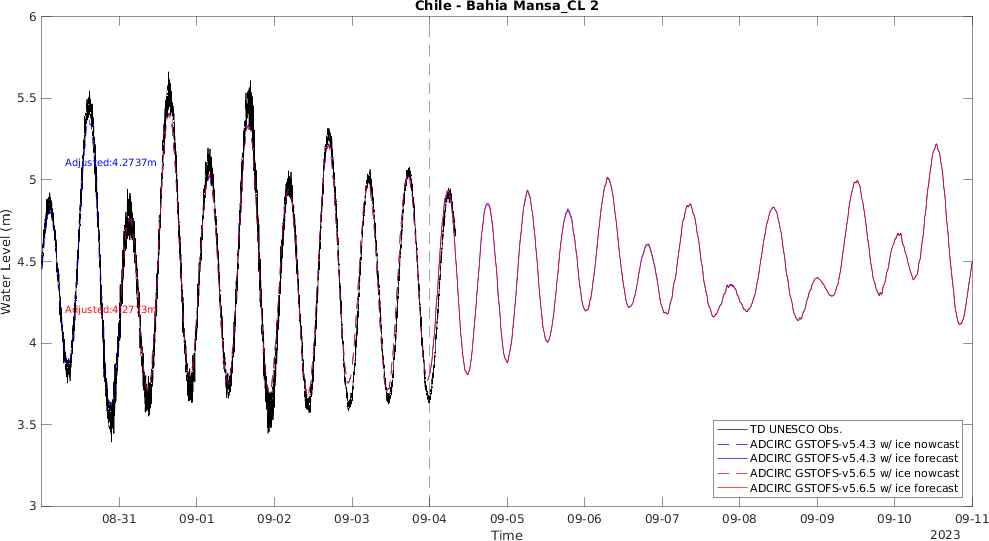 Chile - Bahia Mansa_CL 2
6
5.5
5
4.5
4
3.5
3
Water Level (m)
Adjusted:4.2737m
Adjusted:4.2773m
TD UNESCO Obs.
ADCIRC GSTOFS-v5.4.3 w/ ice nowcast
ADCIRC GSTOFS-v5.4.3 w/ ice forecast
ADCIRC GSTOFS-v5.6.5 w/ ice nowcast
ADCIRC GSTOFS-v5.6.5 w/ ice forecast
08-31 09-01 09-02 09-03 09-04 09-05 09-06 09-07 09-08 09-09 09-10 09-11
Time
2023